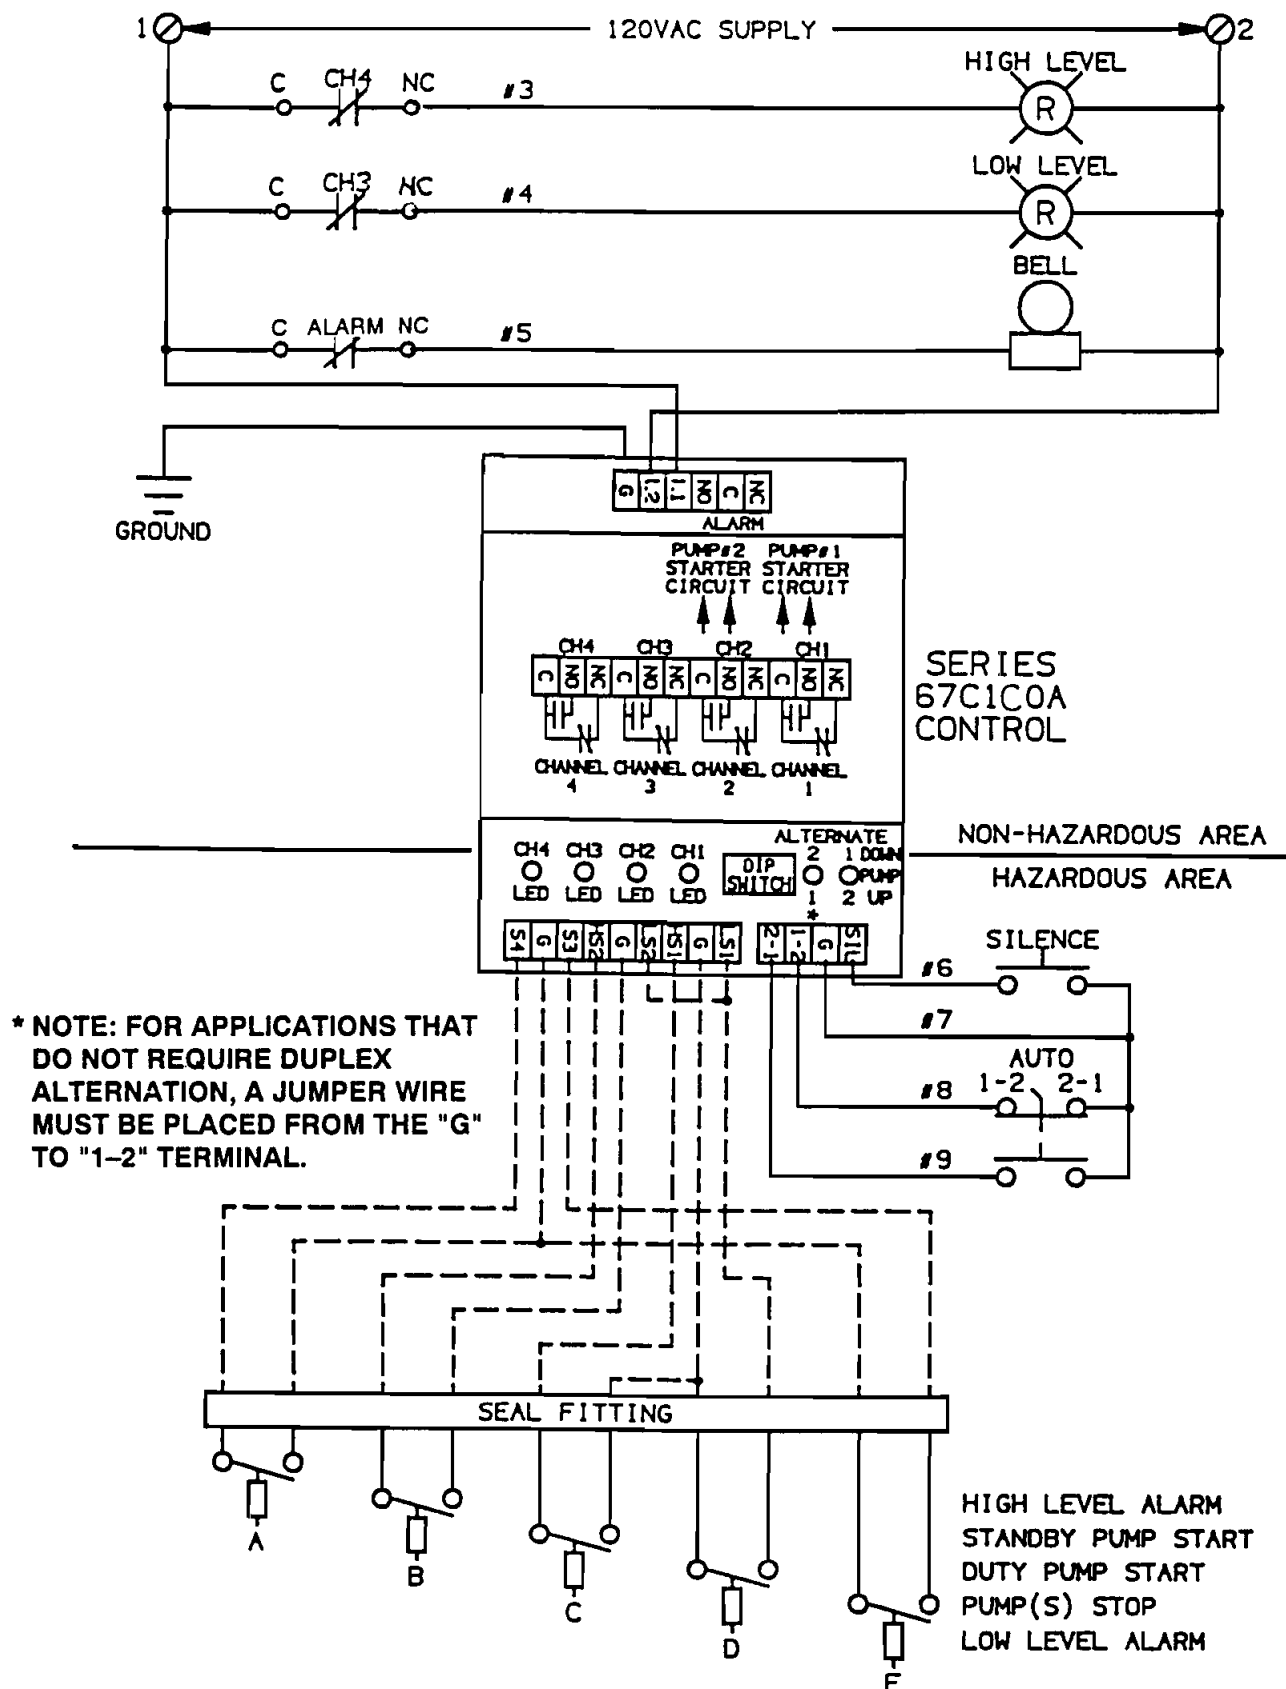 1 120VAC SUPPLY 2
HIGH LEVEL
C CH4 NC #3 R
LOW LEVEL
C CH3 NC #4 R
BELL
C ALARM NC #5
GROUND
G L2 L1 NO C NC
ALARM
PUMP#2 PUMP#1
STARTER STARTER
CIRCUIT CIRCUIT
CH4 CH3 CH2 CH1
C NO NC C NO NC C NO NC C NO NC
SERIES
67C1C0A
CONTROL
CHANNEL CHANNEL CHANNEL CHANNEL
4 3 2 1
NON-HAZARDOUS AREA
HAZARDOUS AREA
ALTERNATE
CH4 CH3 CH2 CH1 2 1 DOWN
DIP SWITCH PUMP
LED LED LED LED 1 2 UP
*
S4 G S3 HS2 G LS2 HS1 G LS1 2-1 1-2 G SIL
SILENCE
#6
#7
AUTO
1-2 2-1
#8
#9
* NOTE: FOR APPLICATIONS THAT
DO NOT REQUIRE DUPLEX
ALTERNATION, A JUMPER WIRE
MUST BE PLACED FROM THE "G"
TO "1–2" TERMINAL.
SEAL FITTING
A
B
C
D
HIGH LEVEL ALARM
STANDBY PUMP START
DUTY PUMP START
PUMP(S) STOP
LOW LEVEL ALARM